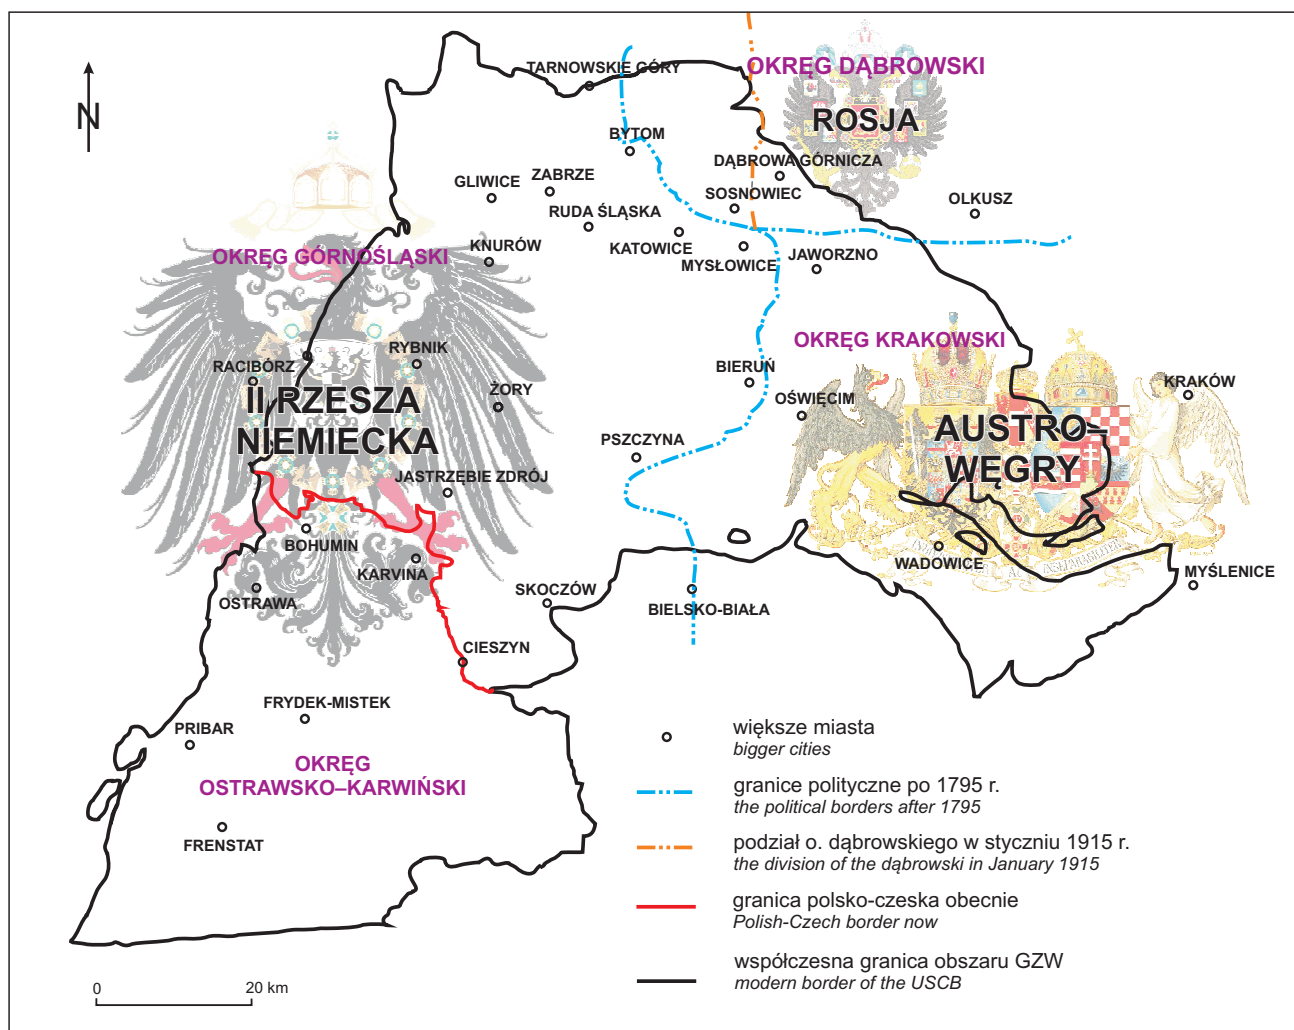 TARNOWSKIE GÓRY
OKRĘG DĄBROWSKI
N
ROSJA
BYTOM
DĄBROWA GÓRNICZA
ZABRZE
GLIWICE
SOSNOWIEC
OLKUSZ
RUDA ŚLĄSKA
KNURÓW
KATOWICE
OKRĘG GÓRNOŚLĄSKI
MYSŁOWICE
JAWORZNO
OKRĘG KRAKOWSKI
RYBNIK
RACIBÓRZ
BIERUŃ
ŻORY
KRAKÓW
II RZESZA
NIEMIECKA
OŚWIĘCIM
AUSTRO–
WĘGRY
PSZCZYNA
JASTRZĘBIE ZDRÓJ
BOHUMIN
KARVINA
WADOWICE
MYŚLENICE
OSTRAWA
SKOCZÓW
BIELSKO-BIAŁA
CIESZYN
FRYDEK-MISTEK
PRIBAR
OKRĘG
OSTRAWSKO–KARWIŃSKI
FRENSTAT
większe miasta
bigger cities
granice polityczne po 1795 r.
the political borders after 1795
podział o. dąbrowskiego w styczniu 1915 r.
the division of the dąbrowski in January 1915
granica polsko-czeska obecnie
Polish-Czech border now
współczesna granica obszaru GZW
modern border of the USCB
0 20 km